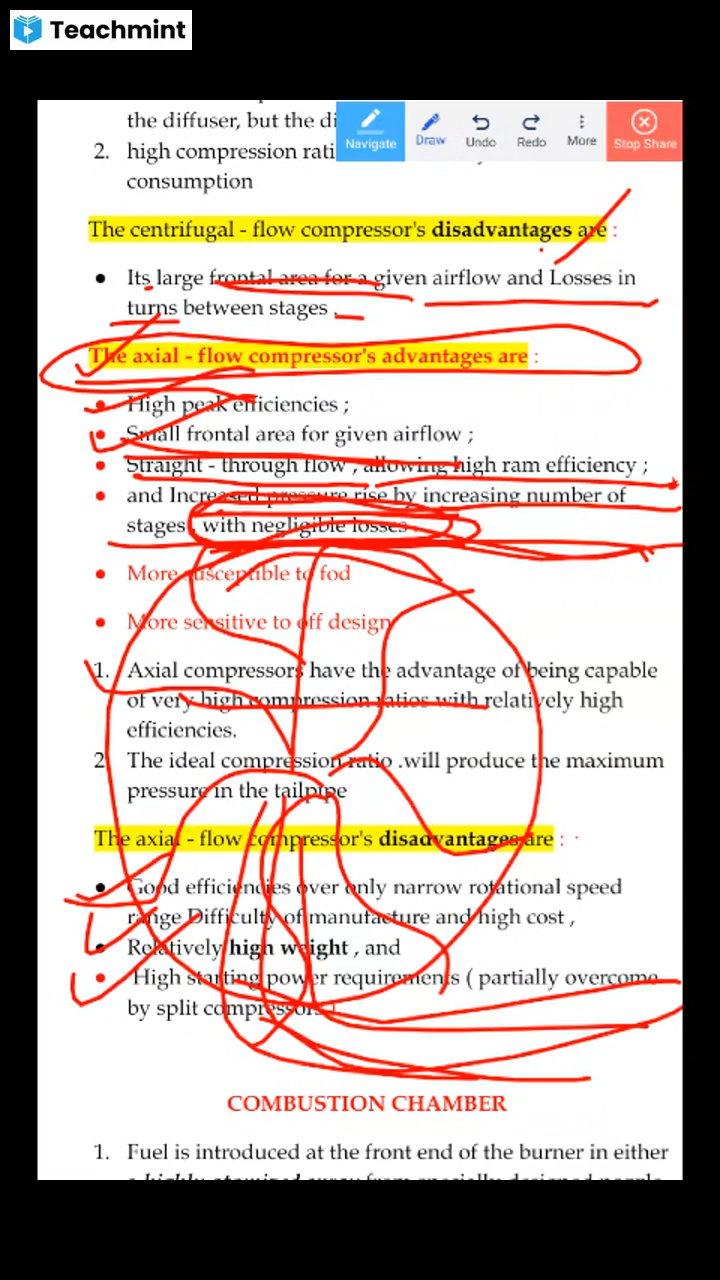 Teachmint
the diffuser, but the di
Navigate
Draw
Undo
Redo
More
Stop Share
2. high compression rati
consumption
The centrifugal - flow compressor's disadvantages are :
● Its large frontal area for a given airflow and Losses in
turns between stages .
The axial - flow compressor's advantages are :
● High peak efficiencies ;
● Small frontal area for given airflow ;
● Straight - through flow , allowing high ram efficiency ;
● and Increased pressure rise by increasing number of
stages , with negligible losses .
● More susceptible to fod
● More sensitive to off design
1. Axial compressors have the advantage of being capable
of very high compression ratios with relatively high
efficiencies.
2 The ideal compression ratio .will produce the maximum
pressure in the tailpipe
The axial - flow compressor's disadvantages are :
● Good efficiencies over only narrow rotational speed
range Difficulty of manufacture and high cost ,
● Relatively high weight , and
● High starting power requirements ( partially overcome
by split compressors ) .
COMBUSTION CHAMBER
1. Fuel is introduced at the front end of the burner in either